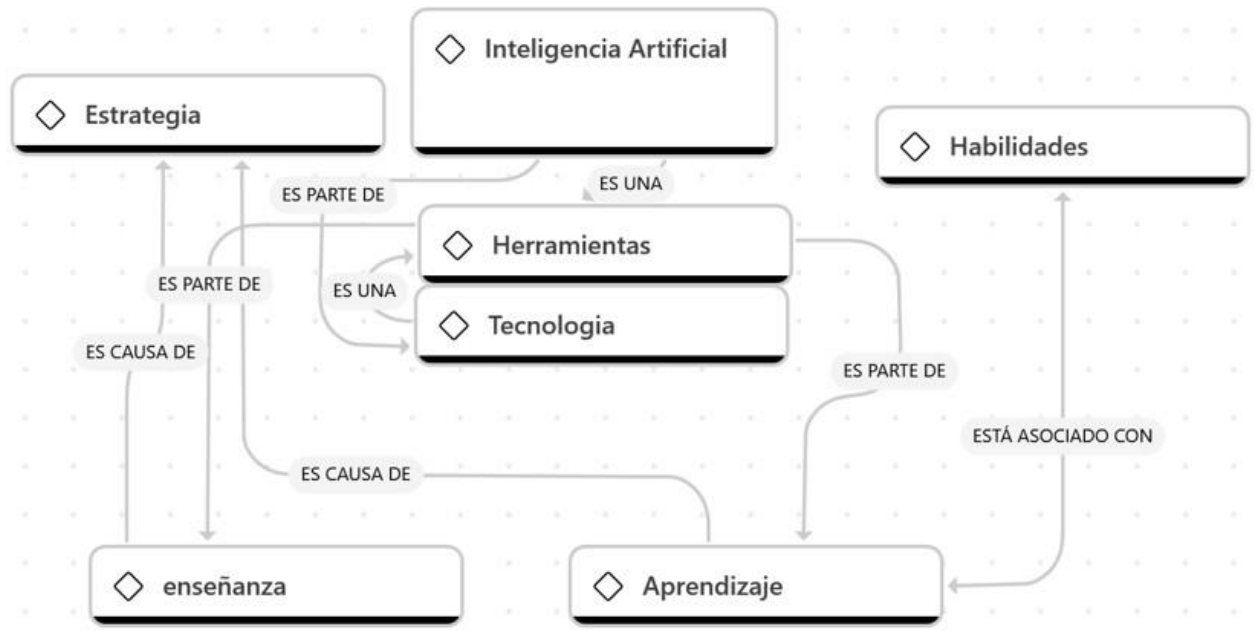 Inteligencia Artificial
Estrategia
Habilidades
ES PARTE DE
ES UNA
Herramientas
ES PARTE DE
ES UNA
Tecnologia
ES CAUSA DE
ES PARTE DE
ESTÁ ASOCIADO CON
ES CAUSA DE
enseñanza
Aprendizaje